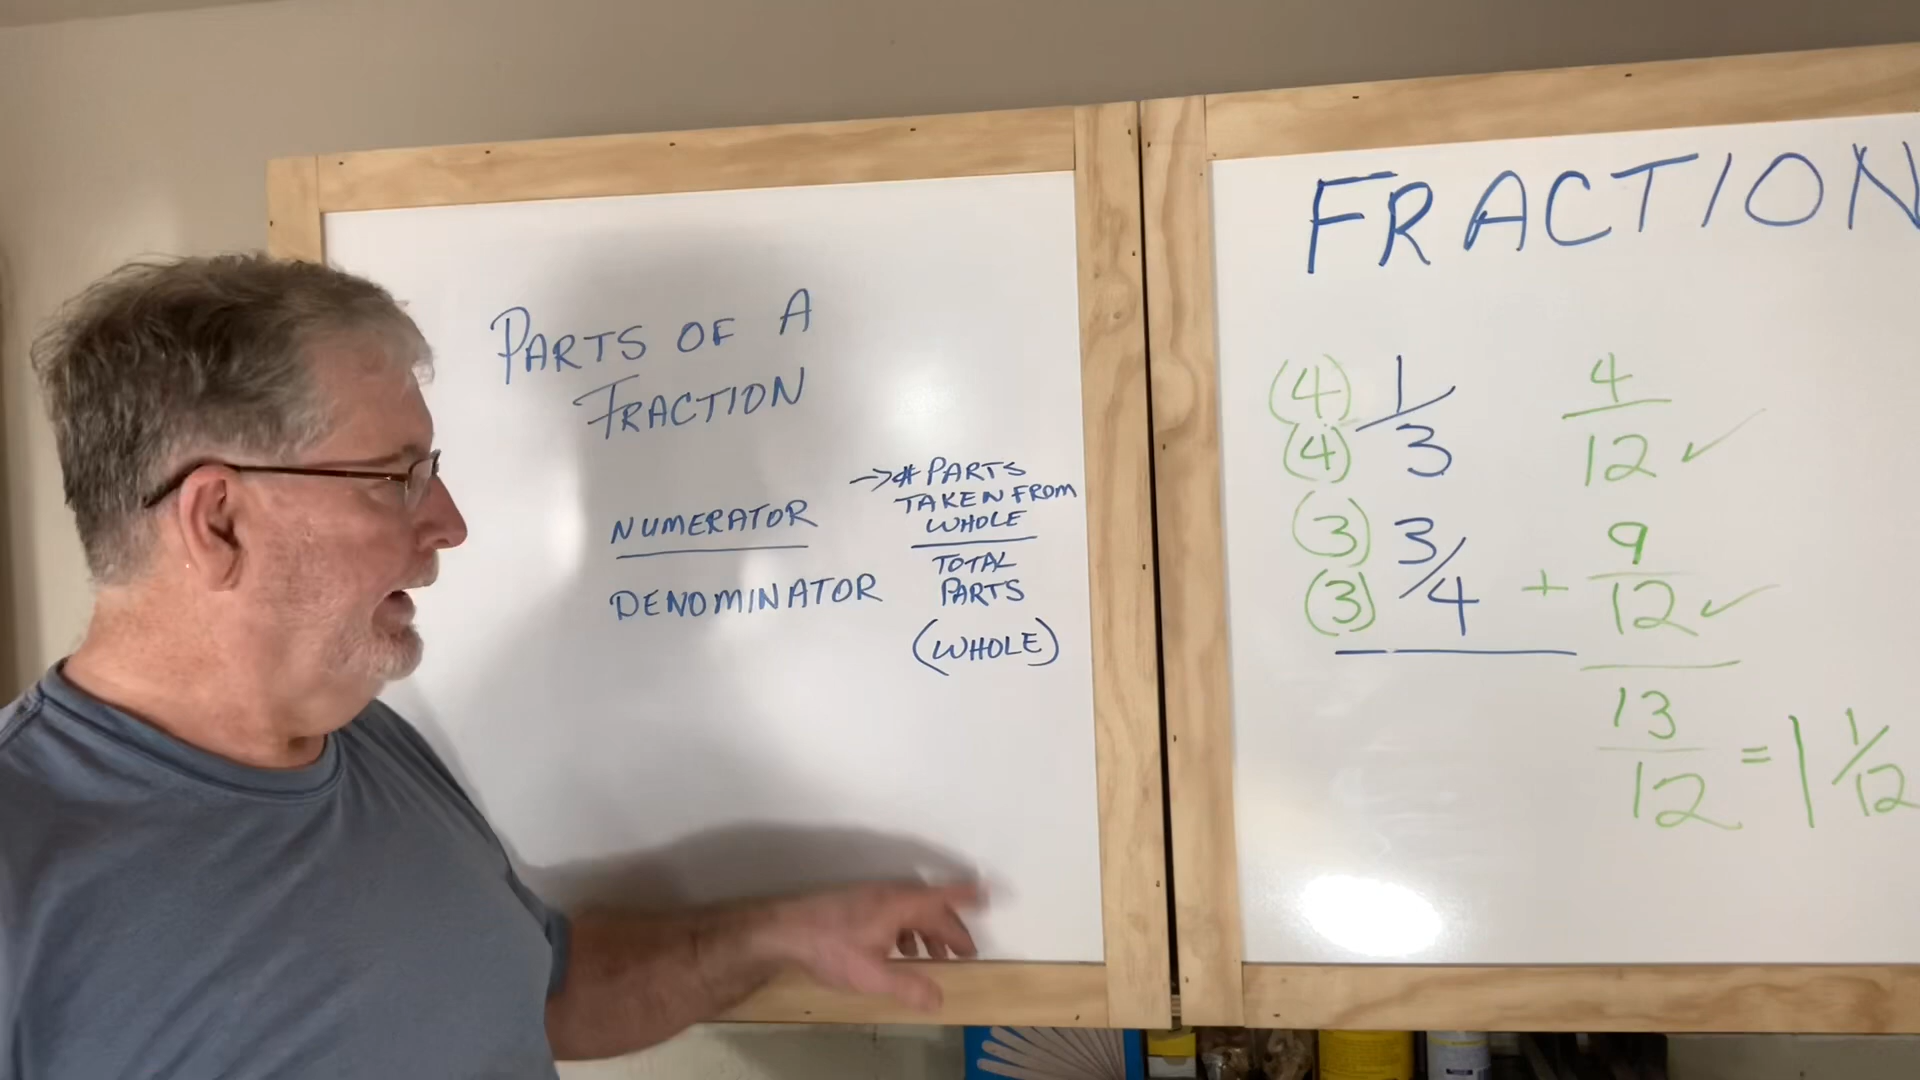 PARTS OF A
FRACTION
NUMERATOR
DENOMINATOR
→ # PARTS
TAKEN FROM
WHOLE
TOTAL
PARTS
(WHOLE)
FRACTION
(4) 1/3 4/12 ✓
(4)
(3) 3/4 + 9/12 ✓
(3)
13/12 = 1 1/12